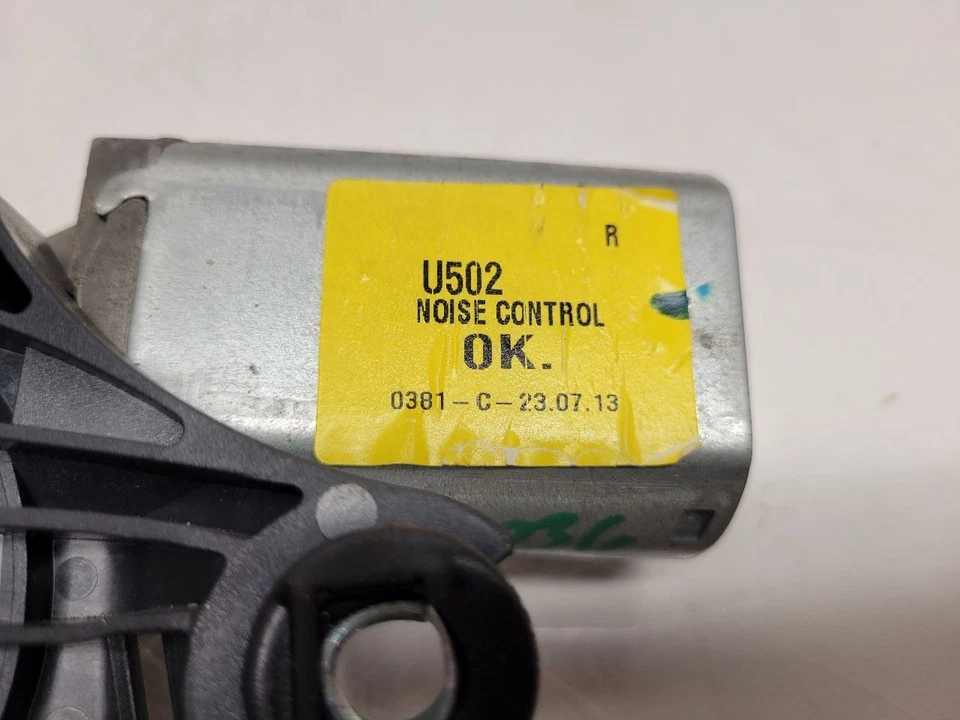 R
U502
NOISE CONTROL
OK.
0381-C-23.07.13